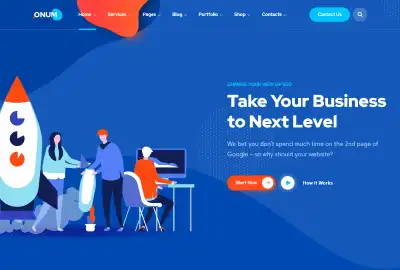 ONUM
Home Services Pages Blog Portfolio Shop Contacts Contact Us
CHANGE YOUR VIEW OF SEO
Take Your Business
to Next Level
We bet you don't spend much time on the 2nd page of
Google – so why should your website?
Start Now How It Works